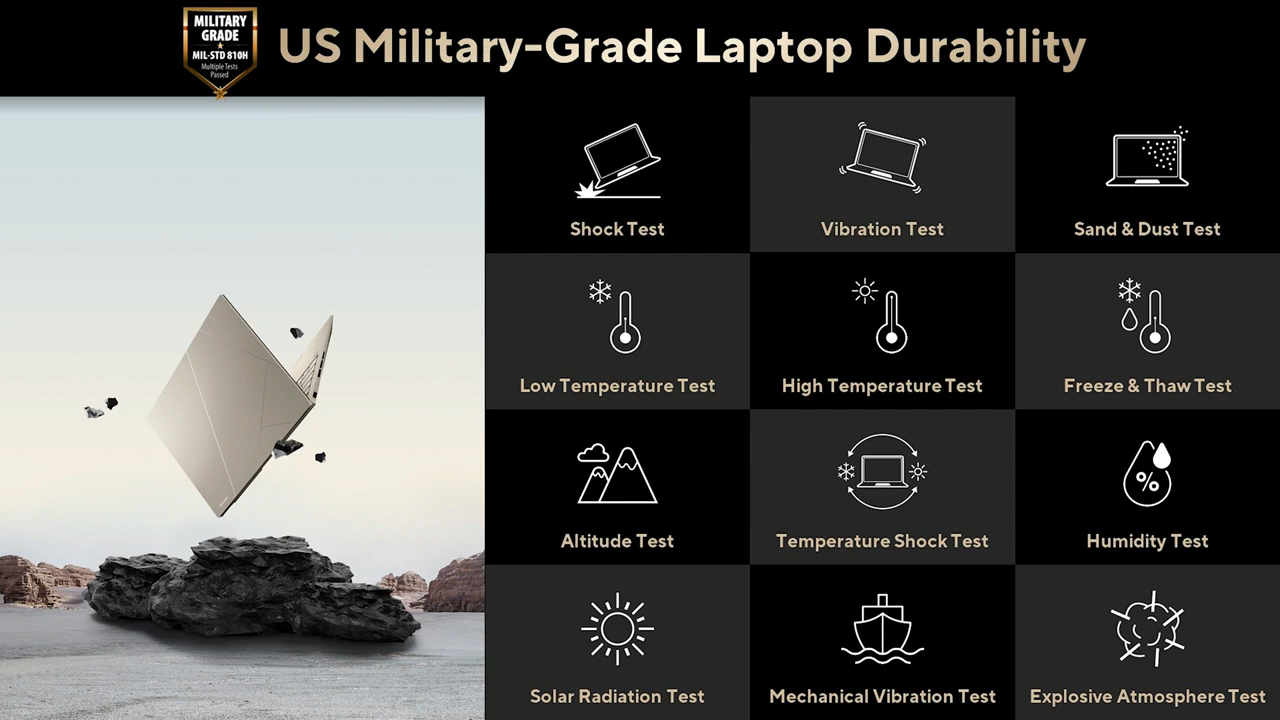 MILITARY
GRADE
MIL-STD 810H
Multiple Tests
Passed
US Military-Grade Laptop Durability
Shock Test
Vibration Test
Sand & Dust Test
Low Temperature Test
High Temperature Test
Freeze & Thaw Test
Altitude Test
Temperature Shock Test
%
Humidity Test
Solar Radiation Test
Mechanical Vibration Test
Explosive Atmosphere Test